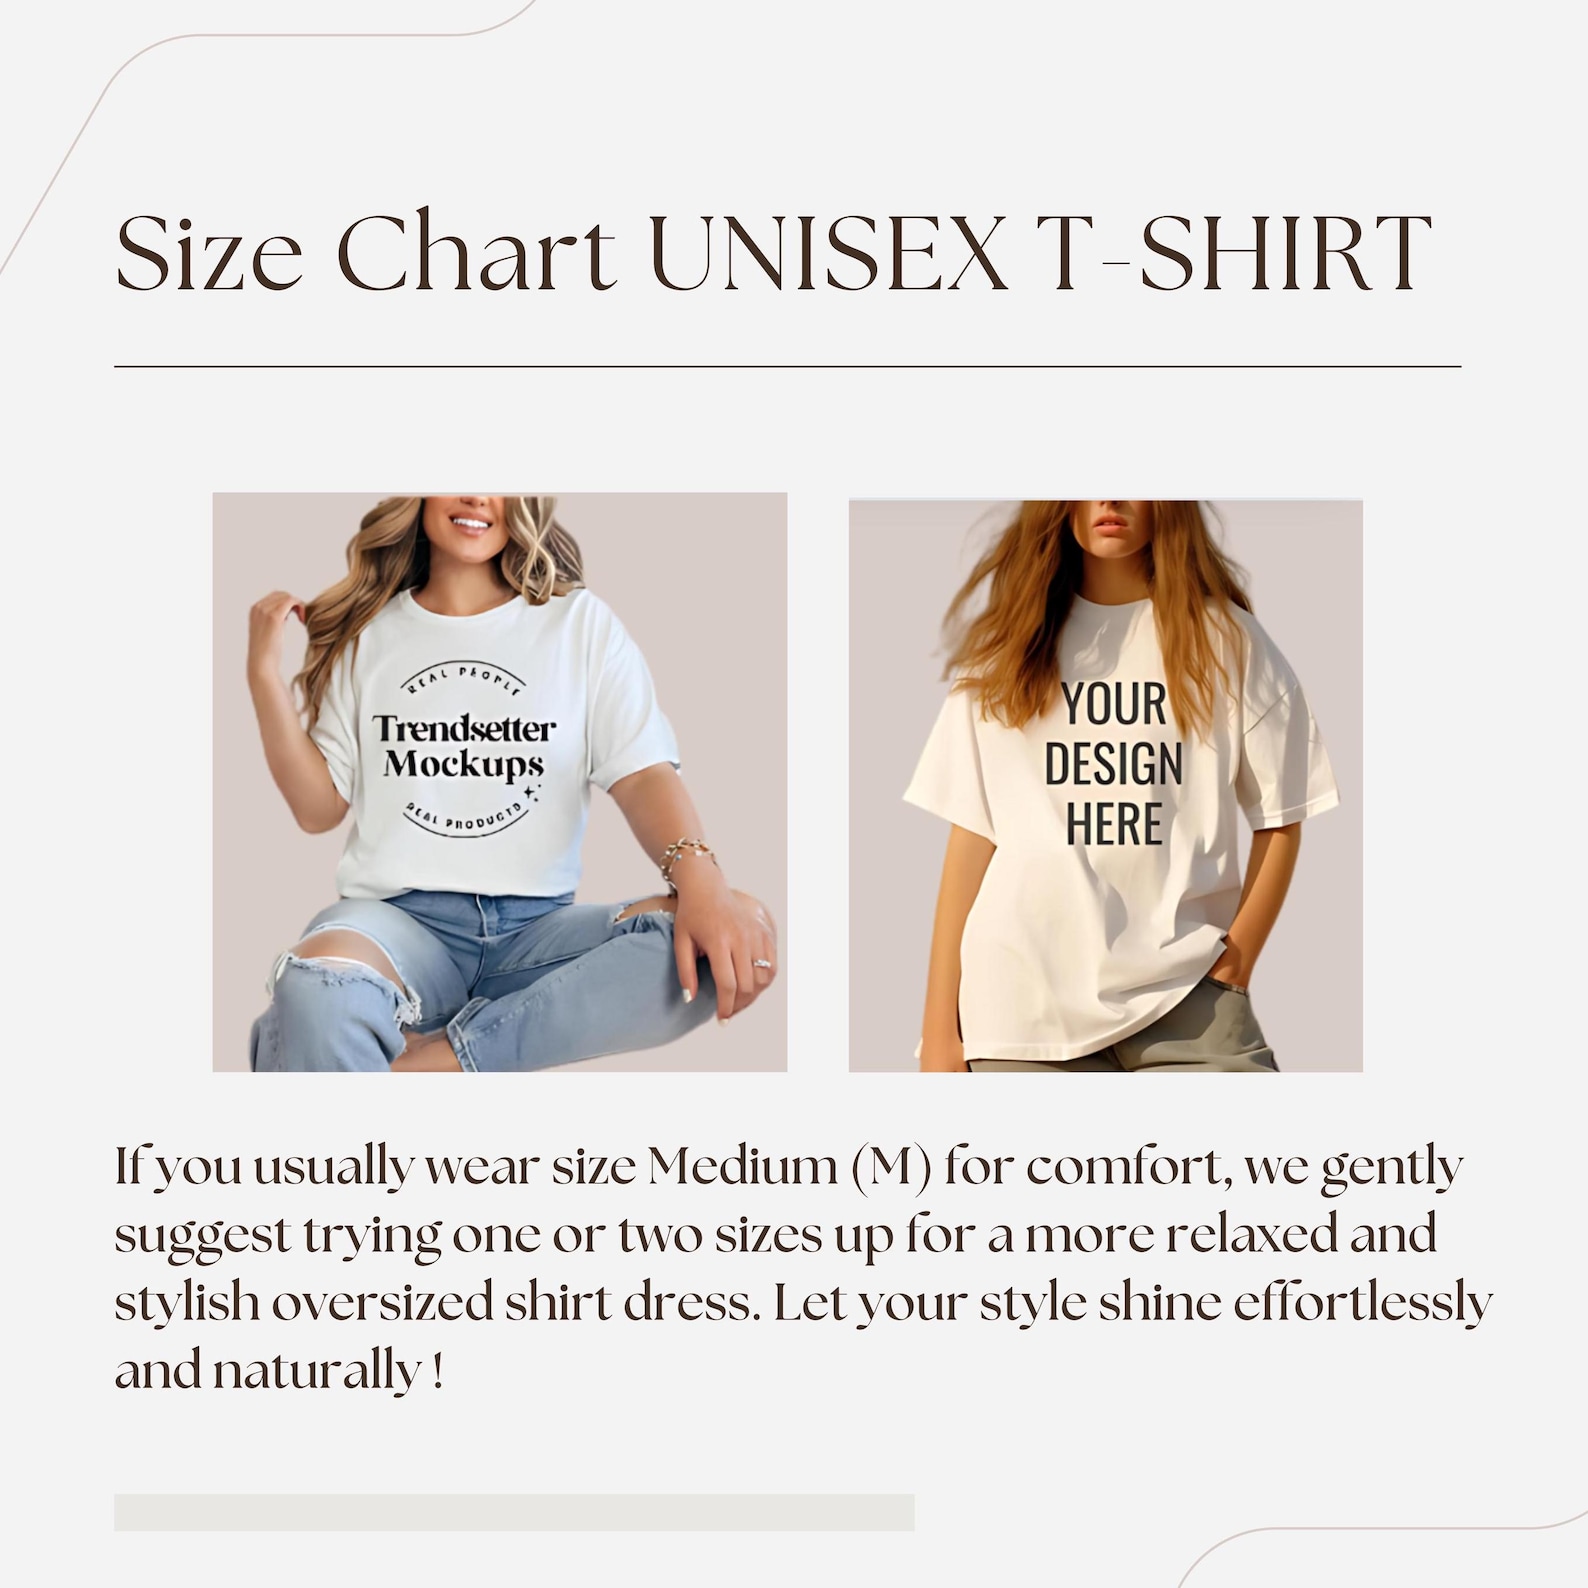 Size Chart UNISEX T-SHIRT
REAL PEOPLE
Trendsetter
Mockups
REAL PRODUCTS
YOUR
DESIGN
HERE
If you usually wear size Medium (M) for comfort, we gently
suggest trying one or two sizes up for a more relaxed and
stylish oversized shirt dress. Let your style shine effortlessly
and naturally !